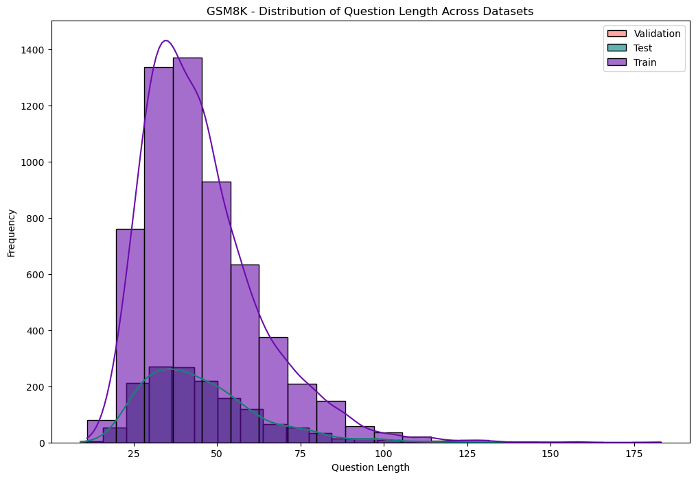 GSM8K - Distribution of Question Length Across Datasets
Validation
Test
Train
1400
1200
1000
800
600
400
200
0
Frequency
25
50
75
100
125
150
175
Question Length